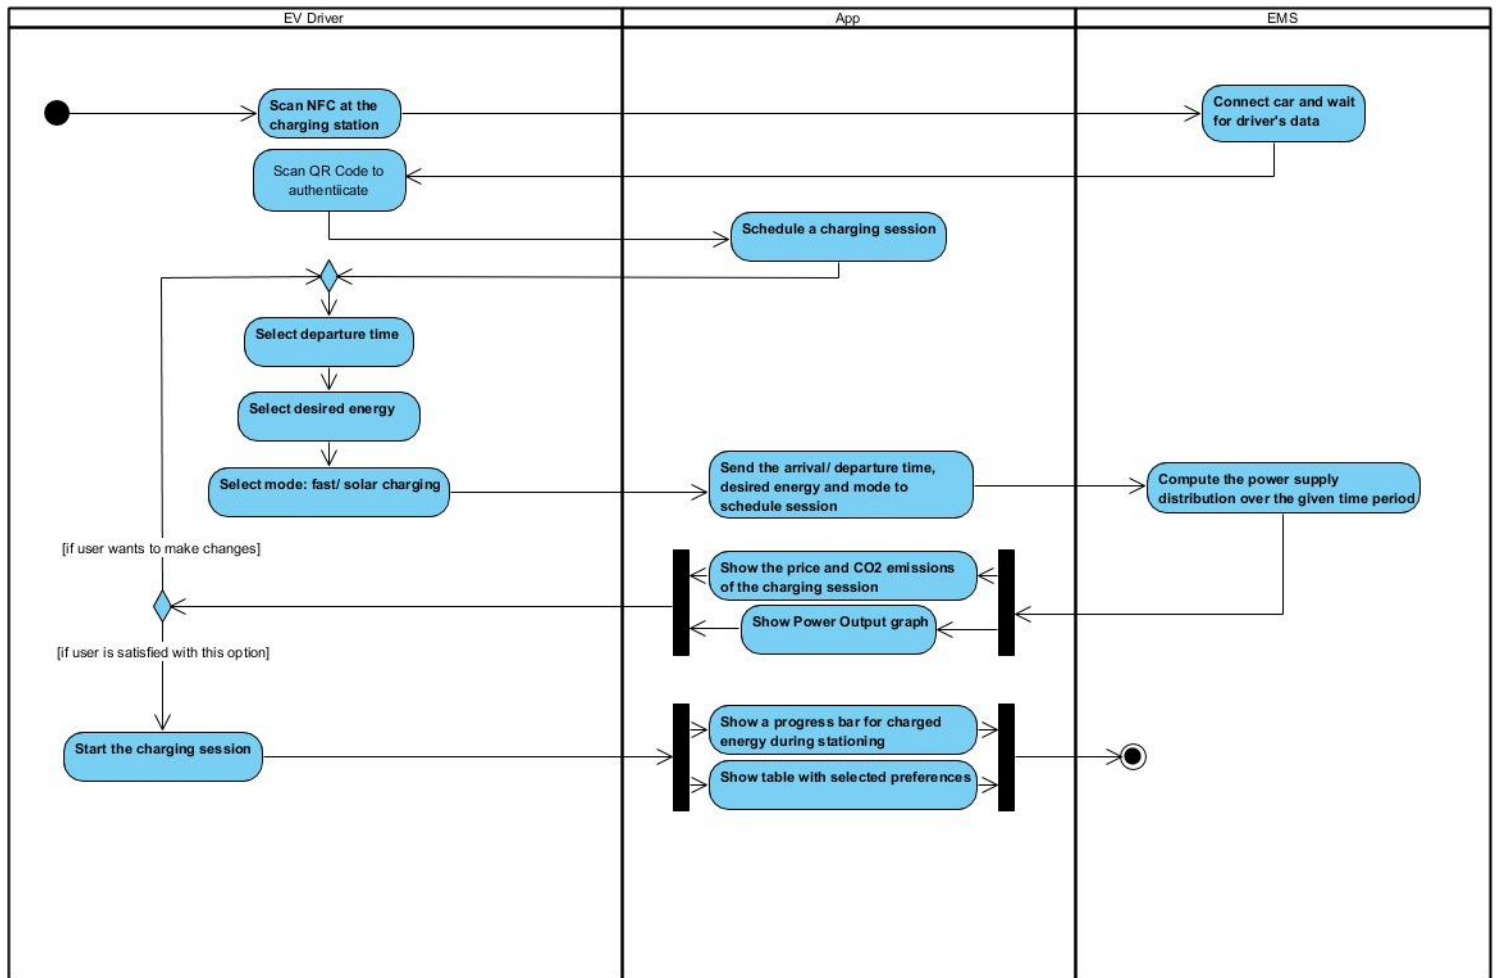 EV Driver
App
EMS
Scan NFC at the
charging station
Connect car and wait
for driver's data
Scan QR Code to
authentiicate
Schedule a charging session
Select departure time
Select desired energy
Select mode: fast/ solar charging
Send the arrival/ departure time,
desired energy and mode to
schedule session
Compute the power supply
distribution over the given time period
[if user wants to make changes]
Show the price and CO2 emissions
of the charging session
Show Power Output graph
[if user is satisfied with this option]
Start the charging session
Show a progress bar for charged
energy during stationing
Show table with selected preferences